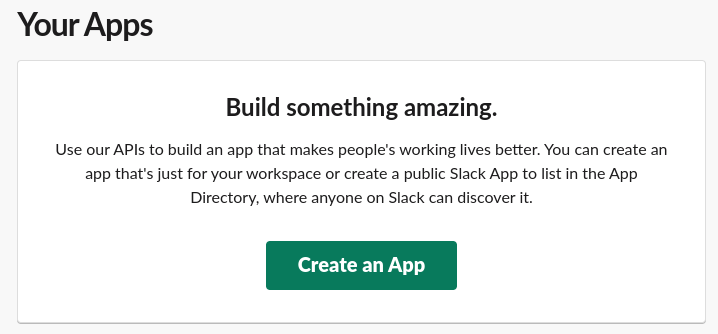 Your Apps
Build something amazing.
Use our APIs to build an app that makes people's working lives better. You can create an
app that's just for your workspace or create a public Slack App to list in the App
Directory, where anyone on Slack can discover it.
Create an App